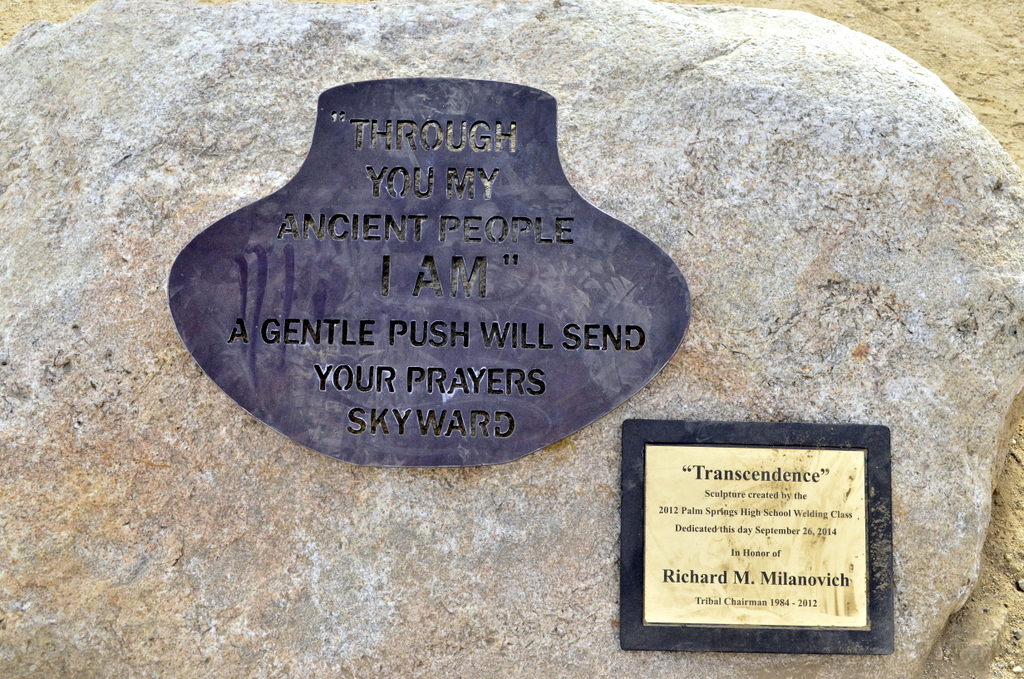 "THROUGH
YOU MY
ANCIENT PEOPLE
I AM"
A GENTLE PUSH WILL SEND
YOUR PRAYERS
SKYWARD
“Transcendence”
Sculpture created by the
2012 Palm Springs High School Welding Class
Dedicated this day September 26, 2014
In Honor of
Richard M. Milanovich
Tribal Chairman 1984 - 2012